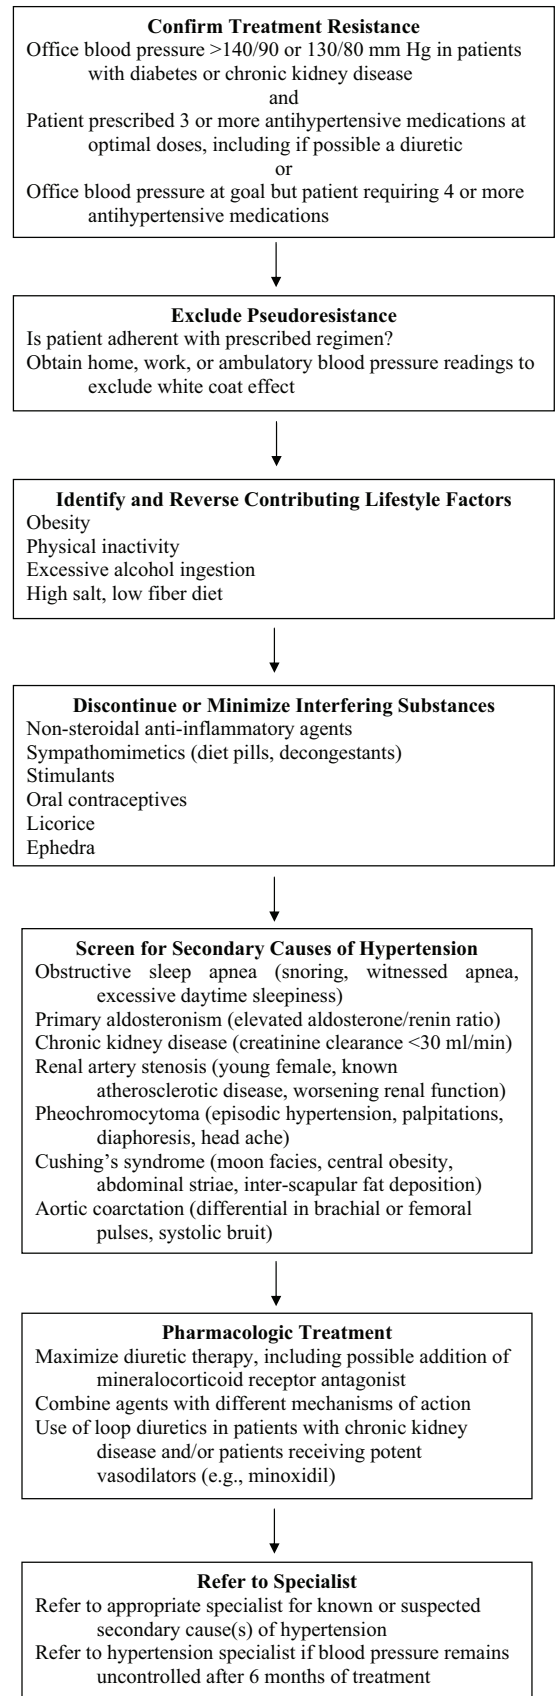 Confirm Treatment Resistance
Office blood pressure >140/90 or 130/80 mm Hg in patients
with diabetes or chronic kidney disease
and
Patient prescribed 3 or more antihypertensive medications at
optimal doses, including if possible a diuretic
or
Office blood pressure at goal but patient requiring 4 or more
antihypertensive medications
Exclude Pseudoresistance
Is patient adherent with prescribed regimen?
Obtain home, work, or ambulatory blood pressure readings to
exclude white coat effect
Identify and Reverse Contributing Lifestyle Factors
Obesity
Physical inactivity
Excessive alcohol ingestion
High salt, low fiber diet
Discontinue or Minimize Interfering Substances
Non-steroidal anti-inflammatory agents
Sympathomimetics (diet pills, decongestants)
Stimulants
Oral contraceptives
Licorice
Ephedra
Screen for Secondary Causes of Hypertension
Obstructive sleep apnea (snoring, witnessed apnea,
excessive daytime sleepiness)
Primary aldosteronism (elevated aldosterone/renin ratio)
Chronic kidney disease (creatinine clearance <30 ml/min)
Renal artery stenosis (young female, known
atherosclerotic disease, worsening renal function)
Pheochromocytoma (episodic hypertension, palpitations,
diaphoresis, head ache)
Cushing's syndrome (moon facies, central obesity,
abdominal striae, inter-scapular fat deposition)
Aortic coarctation (differential in brachial or femoral
pulses, systolic bruit)
Pharmacologic Treatment
Maximize diuretic therapy, including possible addition of
mineralocorticoid receptor antagonist
Combine agents with different mechanisms of action
Use of loop diuretics in patients with chronic kidney
disease and/or patients receiving potent
vasodilators (e.g., minoxidil)
Refer to Specialist
Refer to appropriate specialist for known or suspected
secondary cause(s) of hypertension
Refer to hypertension specialist if blood pressure remains
uncontrolled after 6 months of treatment